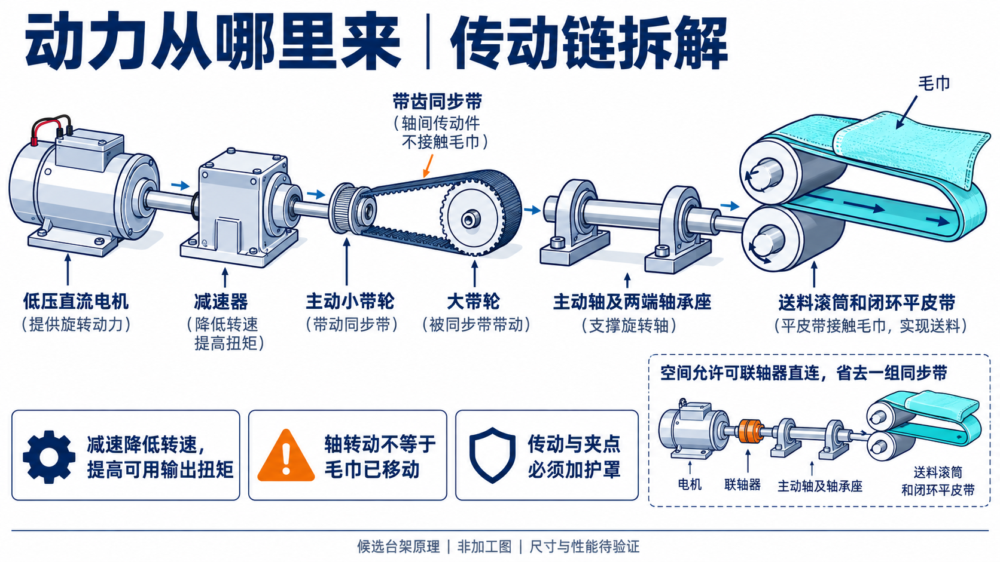 动力从哪里来｜传动链拆解
毛巾
带齿同步带
（轴间传动件
不接触毛巾）
低压直流电机
（提供旋转动力）
减速器
（降低转速
提高扭矩）
主动小带轮
（带动同步带）
大带轮
（被同步带带动）
主动轴及两端轴承座
（支撑旋转轴）
送料滚筒和闭环平皮带
（平皮带接触毛巾，实现送料）
减速降低转速，
提高可用输出扭矩
轴转动不等于
毛巾已移动
传动与夹点
必须加护罩
空间允许可联轴器直连，省去一组同步带
电机
联轴器
主动轴及轴承座
送料滚筒
和闭环平皮带
候选台架原理｜非加工图｜尺寸与性能待验证